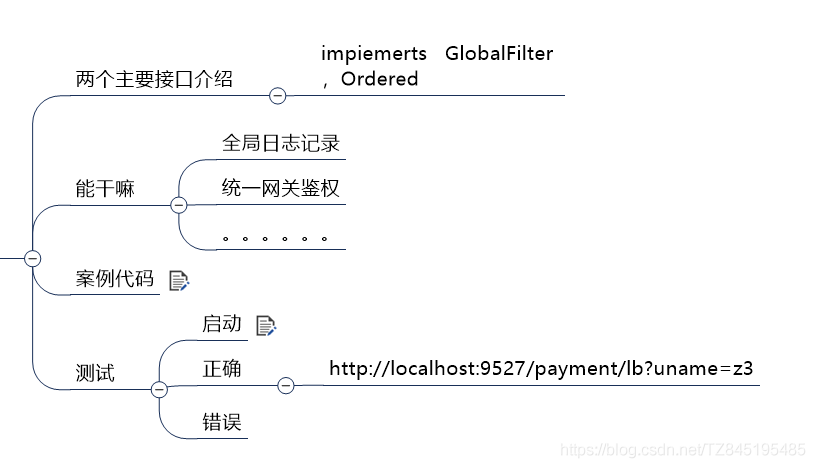 两个主要接口介绍
impiemerts GlobalFilter
，Ordered
能干嘛
全局日志记录
统一网关鉴权
。。。。。。
案例代码
测试
启动
正确
http://localhost:9527/payment/lb?uname=z3
错误
https://blog.csdn.net/TZ845195485